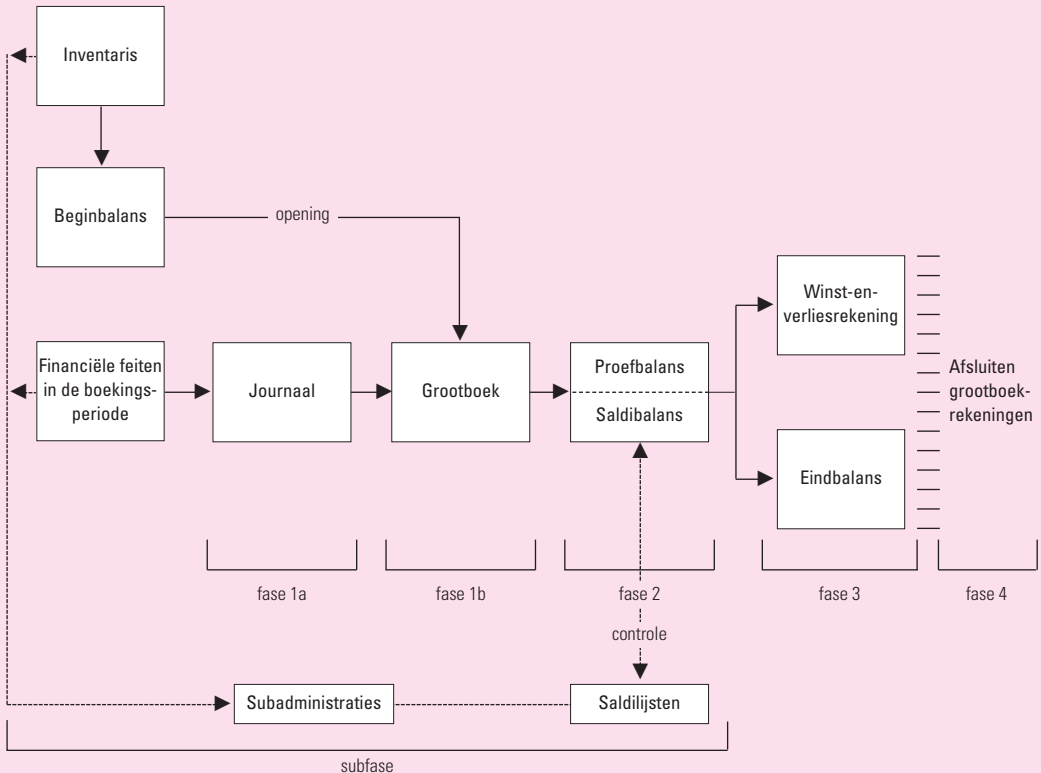 Inventaris
Beginbalans
opening
Financiële feiten
in de boekings-
periode
Journaal
Grootboek
Proefbalans
Saldibalans
Winst-en-
verliesrekening
Eindbalans
Afsluiten
grootboek-
rekeningen
fase 1a
fase 1b
fase 2
fase 3
fase 4
controle
Subadministraties
Saldilijsten
subfase